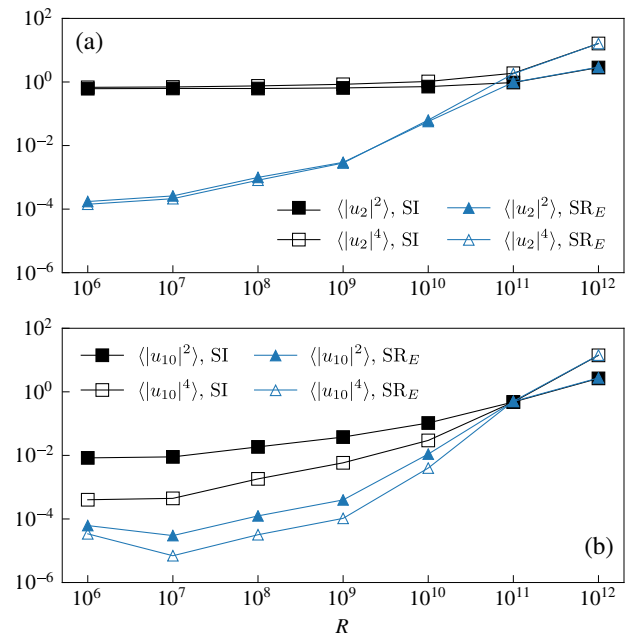 10^2
(a)
10^0
10^−2
10^−4
⟨|u_2|^2⟩, SI ⟨|u_2|^2⟩, SR_E
⟨|u_2|^4⟩, SI ⟨|u_2|^4⟩, SR_E
10^−6
10^6 10^7 10^8 10^9 10^10 10^11 10^12
10^2
⟨|u_10|^2⟩, SI ⟨|u_10|^2⟩, SR_E
10^0
⟨|u_10|^4⟩, SI ⟨|u_10|^4⟩, SR_E
10^−2
10^−4
(b)
10^−6
10^6 10^7 10^8 10^9 10^10 10^11 10^12
R